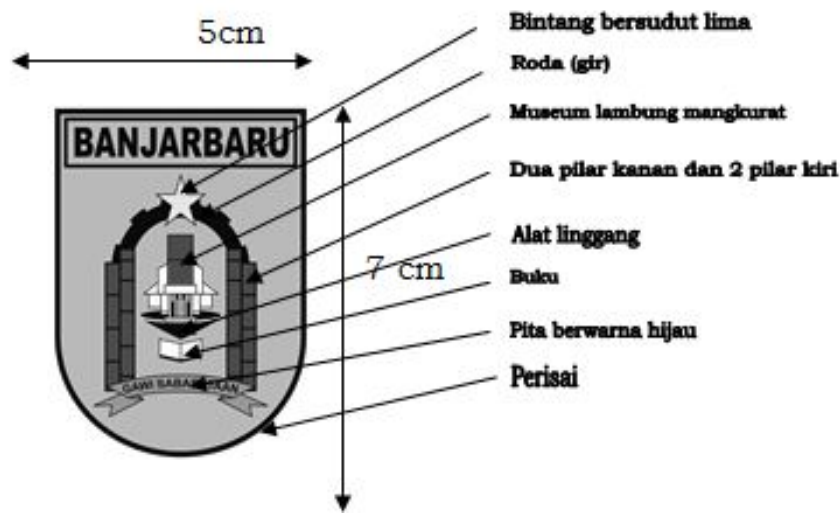 5cm
Bintang bersudut lima
Roda (gir)
Museum lambung mangkurat
BANJARBARU
Dua pilar kanan dan 2 pilar kiri
Alat linggang
7 cm
Buku
Pita berwarna hijau
GAWI
Perisai